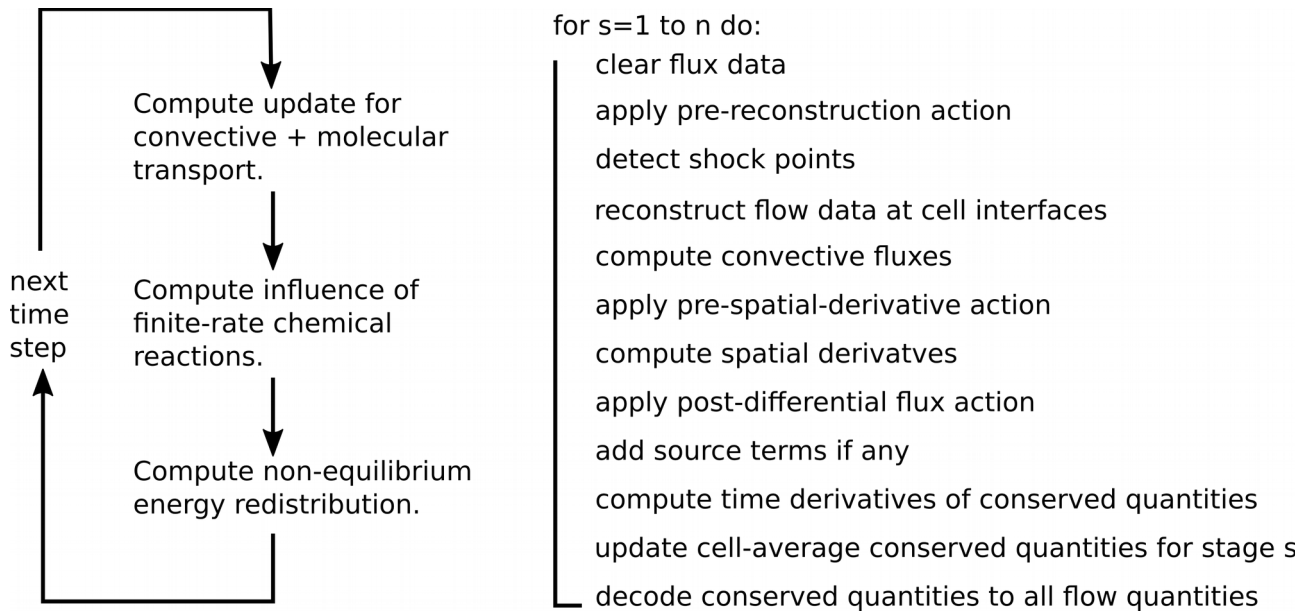 Compute update for
convective + molecular
transport.
next
time
step
Compute influence of
finite-rate chemical
reactions.
Compute non-equilibrium
energy redistribution.
for s=1 to n do:
clear flux data
apply pre-reconstruction action
detect shock points
reconstruct flow data at cell interfaces
compute convective fluxes
apply pre-spatial-derivative action
compute spatial derivatves
apply post-differential flux action
add source terms if any
compute time derivatives of conserved quantities
update cell-average conserved quantities for stage s
decode conserved quantities to all flow quantities